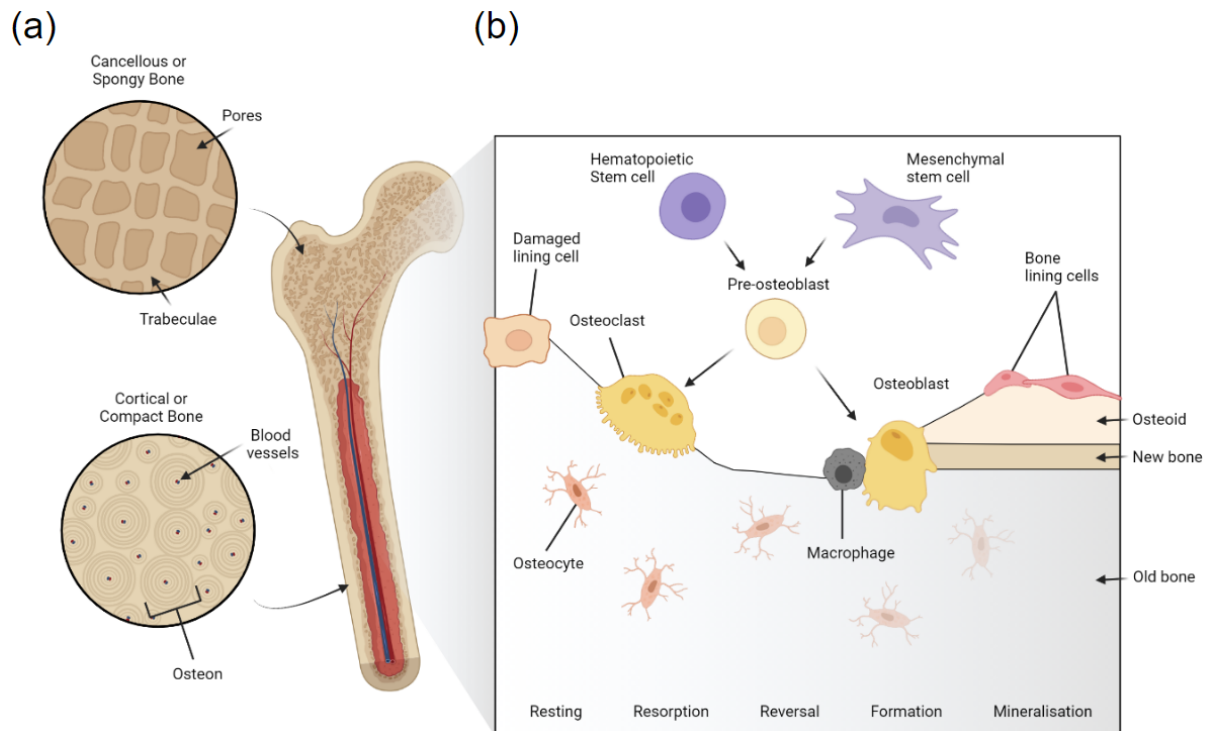 (a)
Cancellous or
Spongy Bone
Pores
Trabeculae
Cortical or
Compact Bone
Blood
vessels
Osteon
(b)
Hematopoietic
Stem cell
Mesenchymal
stem cell
Damaged
lining cell
Pre-osteoblast
Bone
lining cells
Osteoclast
Osteoblast
Osteoid
New bone
Macrophage
Osteocyte
Old bone
Resting
Resorption
Reversal
Formation
Mineralisation